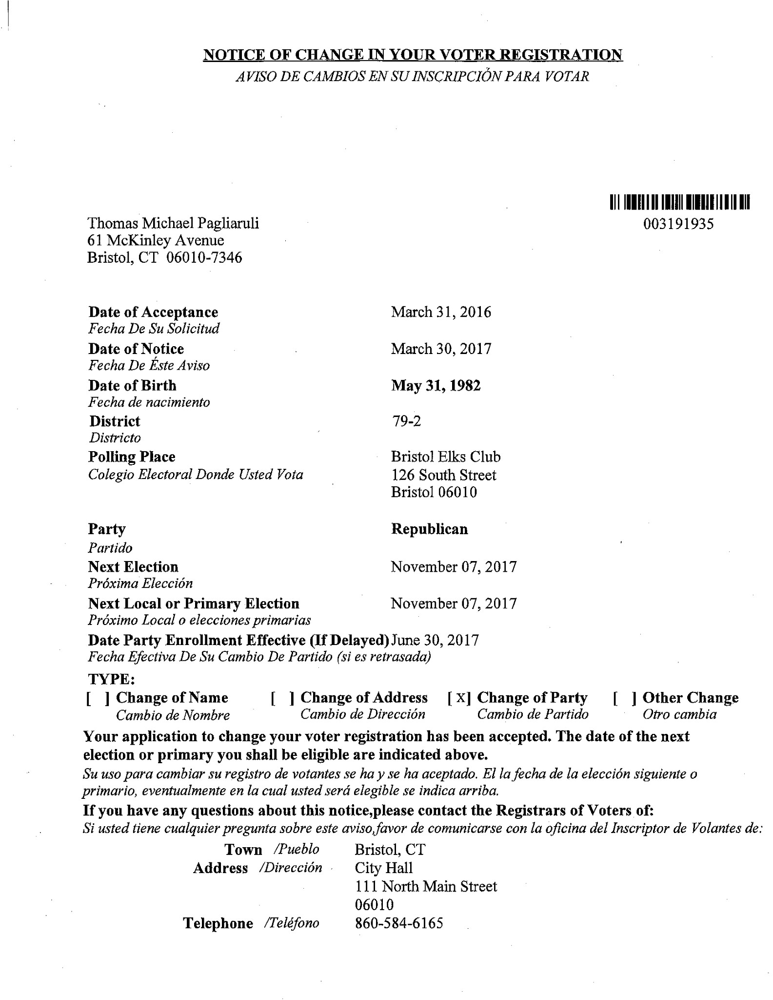 NOTICE OF CHANGE IN YOUR VOTER REGISTRATION
AVISO DE CAMBIOS EN SU INSCRIPCIÓN PARA VOTAR
003191935
Thomas Michael Pagliaruli
61 McKinley Avenue
Bristol, CT 06010-7346
Date of Acceptance March 31, 2016
Fecha De Su Solicitud
Date of Notice March 30, 2017
Fecha De Éste Aviso
Date of Birth May 31, 1982
Fecha de nacimiento
District 79-2
Districto
Polling Place Bristol Elks Club
Colegio Electoral Donde Usted Vota 126 South Street
Bristol 06010
Party Republican
Partido
Next Election November 07, 2017
Próxima Elección
Next Local or Primary Election November 07, 2017
Próximo Local o elecciones primarias
Date Party Enrollment Effective (If Delayed) June 30, 2017
Fecha Efectiva De Su Cambio De Partido (si es retrasada)
TYPE:
[ ] Change of Name [ ] Change of Address [ X] Change of Party [ ] Other Change
Cambio de Nombre Cambio de Dirección Cambio de Partido Otro cambia
Your application to change your voter registration has been accepted. The date of the next
election or primary you shall be eligible are indicated above.
Su uso para cambiar su registro de votantes se ha y se ha aceptado. El la fecha de la elección siguiente o
primario, eventualmente en la cual usted será elegible se indica arriba.
If you have any questions about this notice,please contact the Registrars of Voters of:
Si usted tiene cualquier pregunta sobre este aviso,favor de comunicarse con la oficina del Inscriptor de Volantes de:
Town /Pueblo Bristol, CT
Address /Dirección City Hall
111 North Main Street
06010
Telephone /Teléfono 860-584-6165